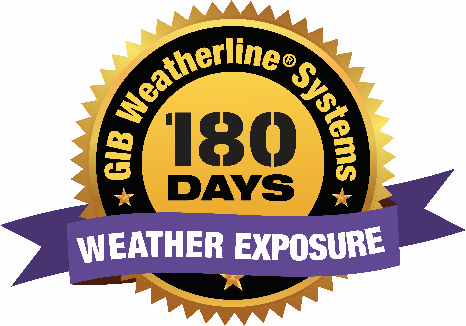 GIB Weatherline® Systems
180
DAYS
WEATHER EXPOSURE